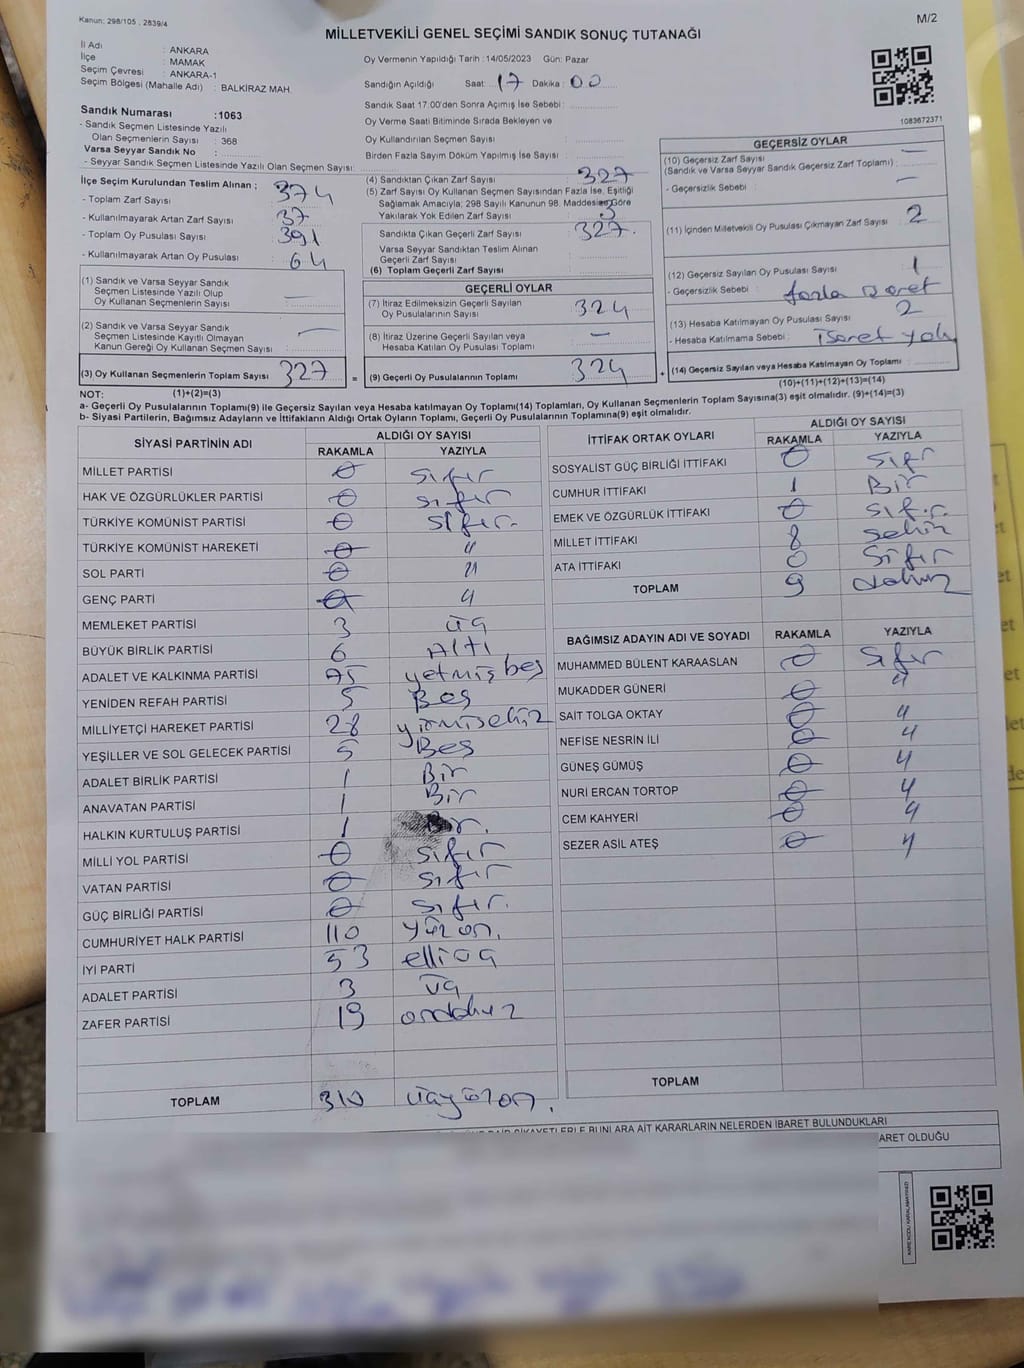 Kanun: 298/105 , 2839/4
M/2
MİLLETVEKİLİ GENEL SEÇİMİ SANDIK SONUÇ TUTANAĞI
İl Adı : ANKARA
İlçe : MAMAK
Seçim Çevresi : ANKARA-1
Seçim Bölgesi (Mahalle Adı) : BALKİRAZ MAH.
Oy Vermenin Yapıldığı Tarih : 14/05/2023 Gün: Pazar
Sandığın Açıldığı Saat: 17 Dakika : 00
Sandık Saat 17:00'den Sonra Açımış İse Sebebi :
Oy Verme Saati Bitiminde Sırada Bekleyen ve
Oy Kullandırılan Seçmen Sayısı
Birden Fazla Sayım Döküm Yapılmış İse Sayısı :
1083672371
Sandık Numarası : 1063
- Sandık Seçmen Listesinde Yazılı
Olan Seçmenlerin Sayısı : 368
Varsa Seyyar Sandık No :
- Seyyar Sandık Seçmen Listesinde Yazılı Olan Seçmen Sayısı:
İlçe Seçim Kurulundan Teslim Alınan ;
- Toplam Zarf Sayısı 374
- Kullanılmayarak Artan Zarf Sayısı 37
- Toplam Oy Pusulası Sayısı 391
- Kullanılmayarak Artan Oy Pusulası 64
(1) Sandık ve Varsa Seyyar Sandık
Seçmen Listesinde Yazılı Olup
Oy Kullanan Seçmenlerin Sayısı : —
(2) Sandık ve Varsa Seyyar Sandık
Seçmen Listesinde Kayıtlı Olmayan
Kanun Gereği Oy Kullanan Seçmen Sayısı : —
(3) Oy Kullanan Seçmenlerin Toplam Sayısı 327
(1)+(2)=(3)
(4) Sandıktan Çıkan Zarf Sayısı 327
(5) Zarf Sayısı Oy Kullanan Seçmen Sayısından Fazla İse, Eşitliği
Sağlamak Amacıyla; 298 Sayılı Kanunun 98. Maddesine Göre
Yakılarak Yok Edilen Zarf Sayısı : 3
Sandıkta Çıkan Geçerli Zarf Sayısı : 327.
Varsa Seyyar Sandıktan Teslim Alınan
Geçerli Zarf Sayısı :
(6) Toplam Geçerli Zarf Sayısı :
GEÇERLİ OYLAR
(7) İtiraz Edilmeksizin Geçerli Sayılan
Oy Pusulalarının Sayısı : 324
(8) İtiraz Üzerine Geçerli Sayılan veya
Hesaba Katılan Oy Pusulası Toplamı : —
= (9) Geçerli Oy Pusulalarının Toplamı : 324 +
GEÇERSİZ OYLAR
(10) Geçersiz Zarf Sayısı —
(Sandık ve Varsa Seyyar Sandık Geçersiz Zarf Toplamı) :
- Geçersizlik Sebebi : —
(11) İçinden Milletvekili Oy Pusulası Çıkmayan Zarf Sayısı : 2
(12) Geçersiz Sayılan Oy Pusulası Sayısı : 1
- Geçersizlik Sebebi : fazla işaret
(13) Hesaba Katılmayan Oy Pusulası Sayısı : 2
- Hesaba Katılmama Sebebi : işaret yok
(14) Geçersiz Sayılan veya Hesaba Katılmayan Oy Toplamı :
(10)+(11)+(12)+(13)=(14)
NOT:
a- Geçerli Oy Pusulalarının Toplamı(9) ile Geçersiz Sayılan veya Hesaba katılmayan Oy Toplamı(14) Toplamları, Oy Kullanan Seçmenlerin Toplam Sayısına(3) eşit olmalıdır. (9)+(14)=(3)
b- Siyasi Partilerin, Bağımsız Adayların ve İttifakların Aldığı Ortak Oyların Toplamı, Geçerli Oy Pusulalarının Toplamına(9) eşit olmalıdır.
SİYASİ PARTİNİN ADI ALDIĞI OY SAYISI
RAKAMLA YAZIYLA
MİLLET PARTİSİ 0 sıfır
HAK VE ÖZGÜRLÜKLER PARTİSİ 0 sıfır
TÜRKİYE KOMÜNİST PARTİSİ 0 sıfır.
TÜRKİYE KOMÜNİST HAREKETİ 0 "
SOL PARTİ 0 "
GENÇ PARTİ 0 "
MEMLEKET PARTİSİ 3 üç
BÜYÜK BİRLİK PARTİSİ 6 Altı
ADALET VE KALKINMA PARTİSİ 75 yetmiş beş
YENİDEN REFAH PARTİSİ 5 Beş
MİLLİYETÇİ HAREKET PARTİSİ 28 yirmisekiz
YEŞİLLER VE SOL GELECEK PARTİSİ 5 Beş
ADALET BİRLİK PARTİSİ 1 Bir
ANAVATAN PARTİSİ 1 Bir
HALKIN KURTULUŞ PARTİSİ 1 Bir.
MİLLİ YOL PARTİSİ 0 sıfır
VATAN PARTİSİ 0 sıfır
GÜÇ BİRLİĞİ PARTİSİ 0 sıfır.
CUMHURİYET HALK PARTİSİ 110 yüzon.
İYİ PARTİ 53 elliüç
ADALET PARTİSİ 3 üç
ZAFER PARTİSİ 19 ondokuz
TOPLAM 310 üçyüzon.
İTTİFAK ORTAK OYLARI ALDIĞI OY SAYISI
RAKAMLA YAZIYLA
SOSYALİST GÜÇ BİRLİĞİ İTTİFAKI 0 sıfır
CUMHUR İTTİFAKI 1 Bir
EMEK VE ÖZGÜRLÜK İTTİFAKI 0 sıfır.
MİLLET İTTİFAKI 8 sekiz
ATA İTTİFAKI 0 sıfır
TOPLAM 9 dokuz
BAĞIMSIZ ADAYIN ADI VE SOYADI RAKAMLA YAZIYLA
MUHAMMED BÜLENT KARAASLAN 0 sıfır
MUKADDER GÜNERİ 0 "
SAİT TOLGA OKTAY 0 "
NEFİSE NESRİN İLİ 0 "
GÜNEŞ GÜMÜŞ 0 "
NURİ ERCAN TORTOP 0 "
CEM KAHYERİ 0 "
SEZER ASİL ATEŞ 0 "
TOPLAM
ŞİKAYETLERLE BUNLARA AİT KARARLARIN NELERDEN İBARET BULUNDUKLARI
ARET OLDUĞU